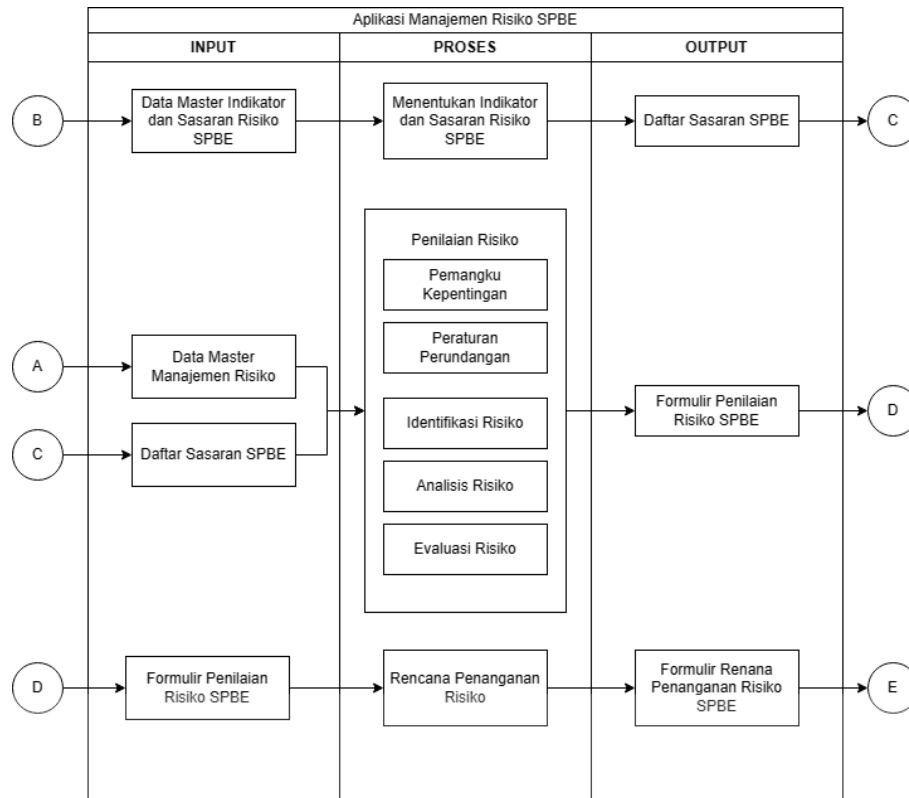 Aplikasi Manajemen Risiko SPBE
INPUT
PROSES
OUTPUT
B
Data Master Indikator
dan Sasaran Risiko
SPBE
Menentukan Indikator
dan Sasaran Risiko
SPBE
Daftar Sasaran SPBE
C
Penilaian Risiko
Pemangku
Kepentingan
Peraturan
Perundangan
Identifikasi Risiko
Analisis Risiko
Evaluasi Risiko
A
Data Master
Manajemen Risiko
C
Daftar Sasaran SPBE
Formulir Penilaian
Risiko SPBE
D
D
Formulir Penilaian
Risiko SPBE
Rencana Penanganan
Risiko
Formulir Renana
Penanganan Risiko
SPBE
E